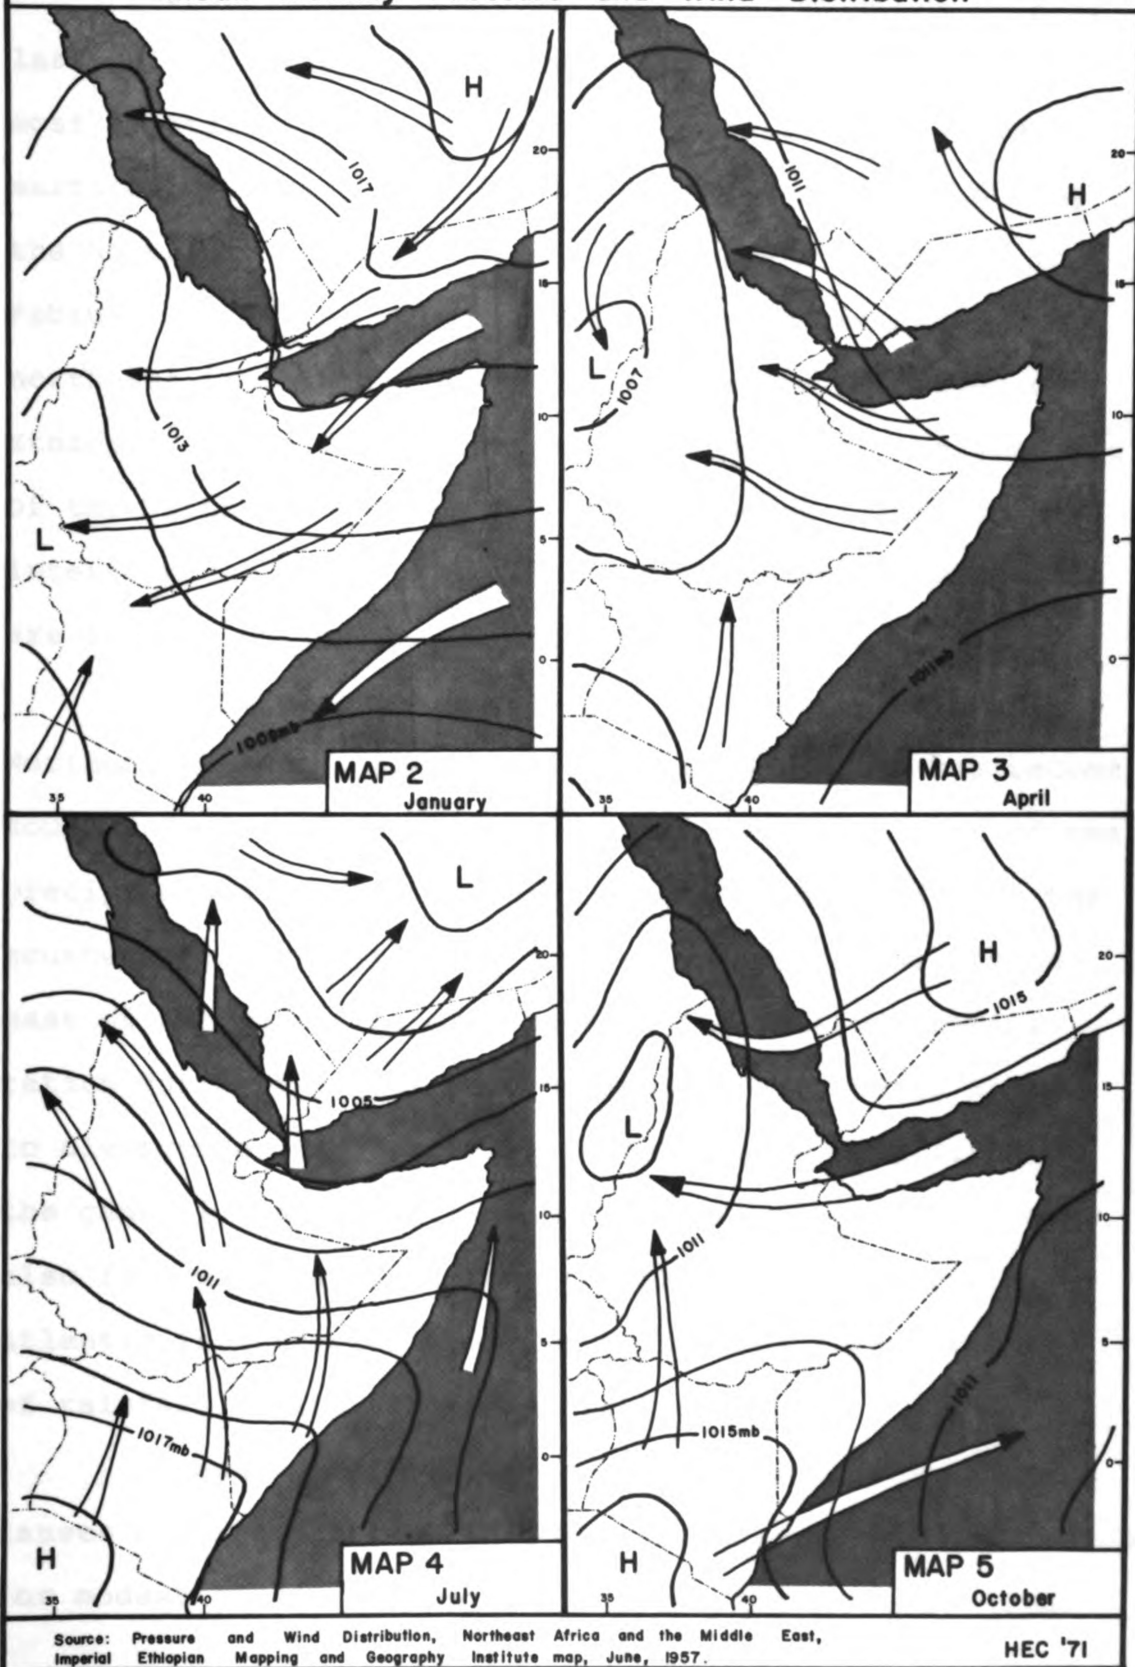 Wind Distribution
H
1017
20
15
1013
10
5
L
0
1009mb
MAP 2
January
35
40
1011
H
20
15
L
1007
10
5
0
1011mb
MAP 3
April
35
40
L
20
1005
15
10
1011
5
1017mb
0
H
MAP 4
July
35
40
H
20
1015
15
L
10
1011
5
1011
1015mb
0
H
MAP 5
October
35
40
Source: Pressure and Wind Distribution, Northeast Africa and the Middle East,
Imperial Ethiopian Mapping and Geography Institute map, June, 1957.
HEC '71